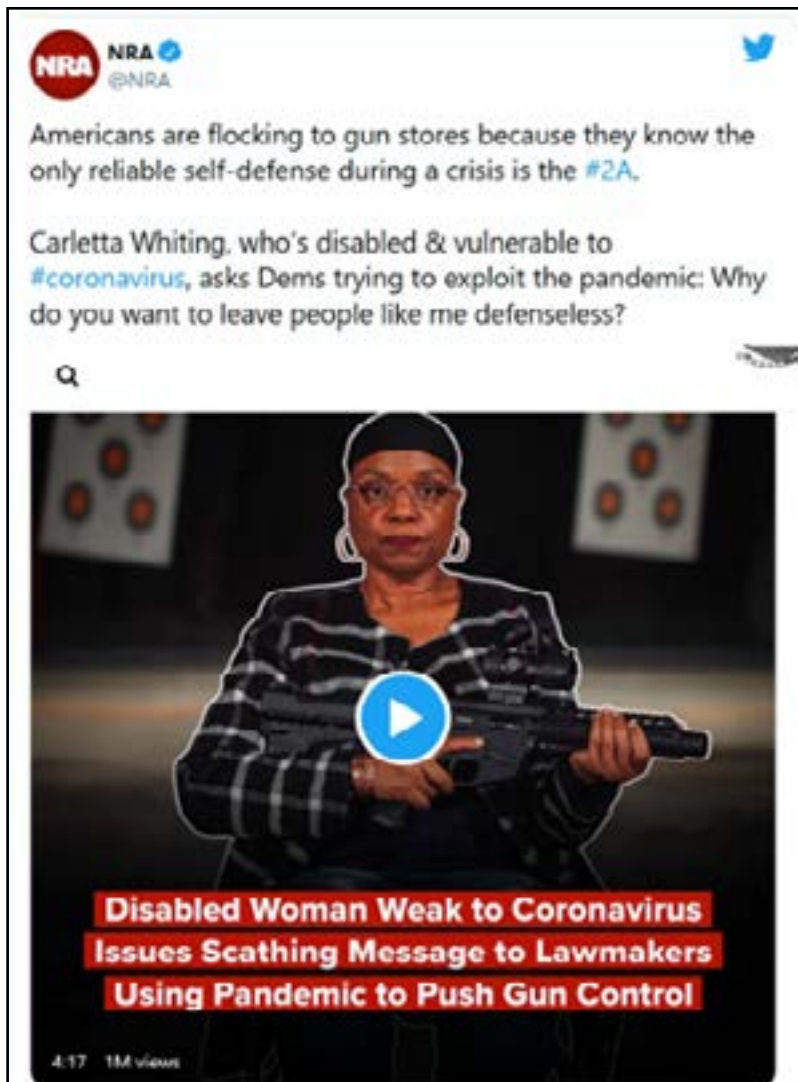 NRA
NRA
@NRA
Americans are flocking to gun stores because they know the
only reliable self-defense during a crisis is the #2A.
Carletta Whiting, who's disabled & vulnerable to
#coronavirus, asks Dems trying to exploit the pandemic: Why
do you want to leave people like me defenseless?
Disabled Woman Weak to Coronavirus
Issues Scathing Message to Lawmakers
Using Pandemic to Push Gun Control
4:17 1M views